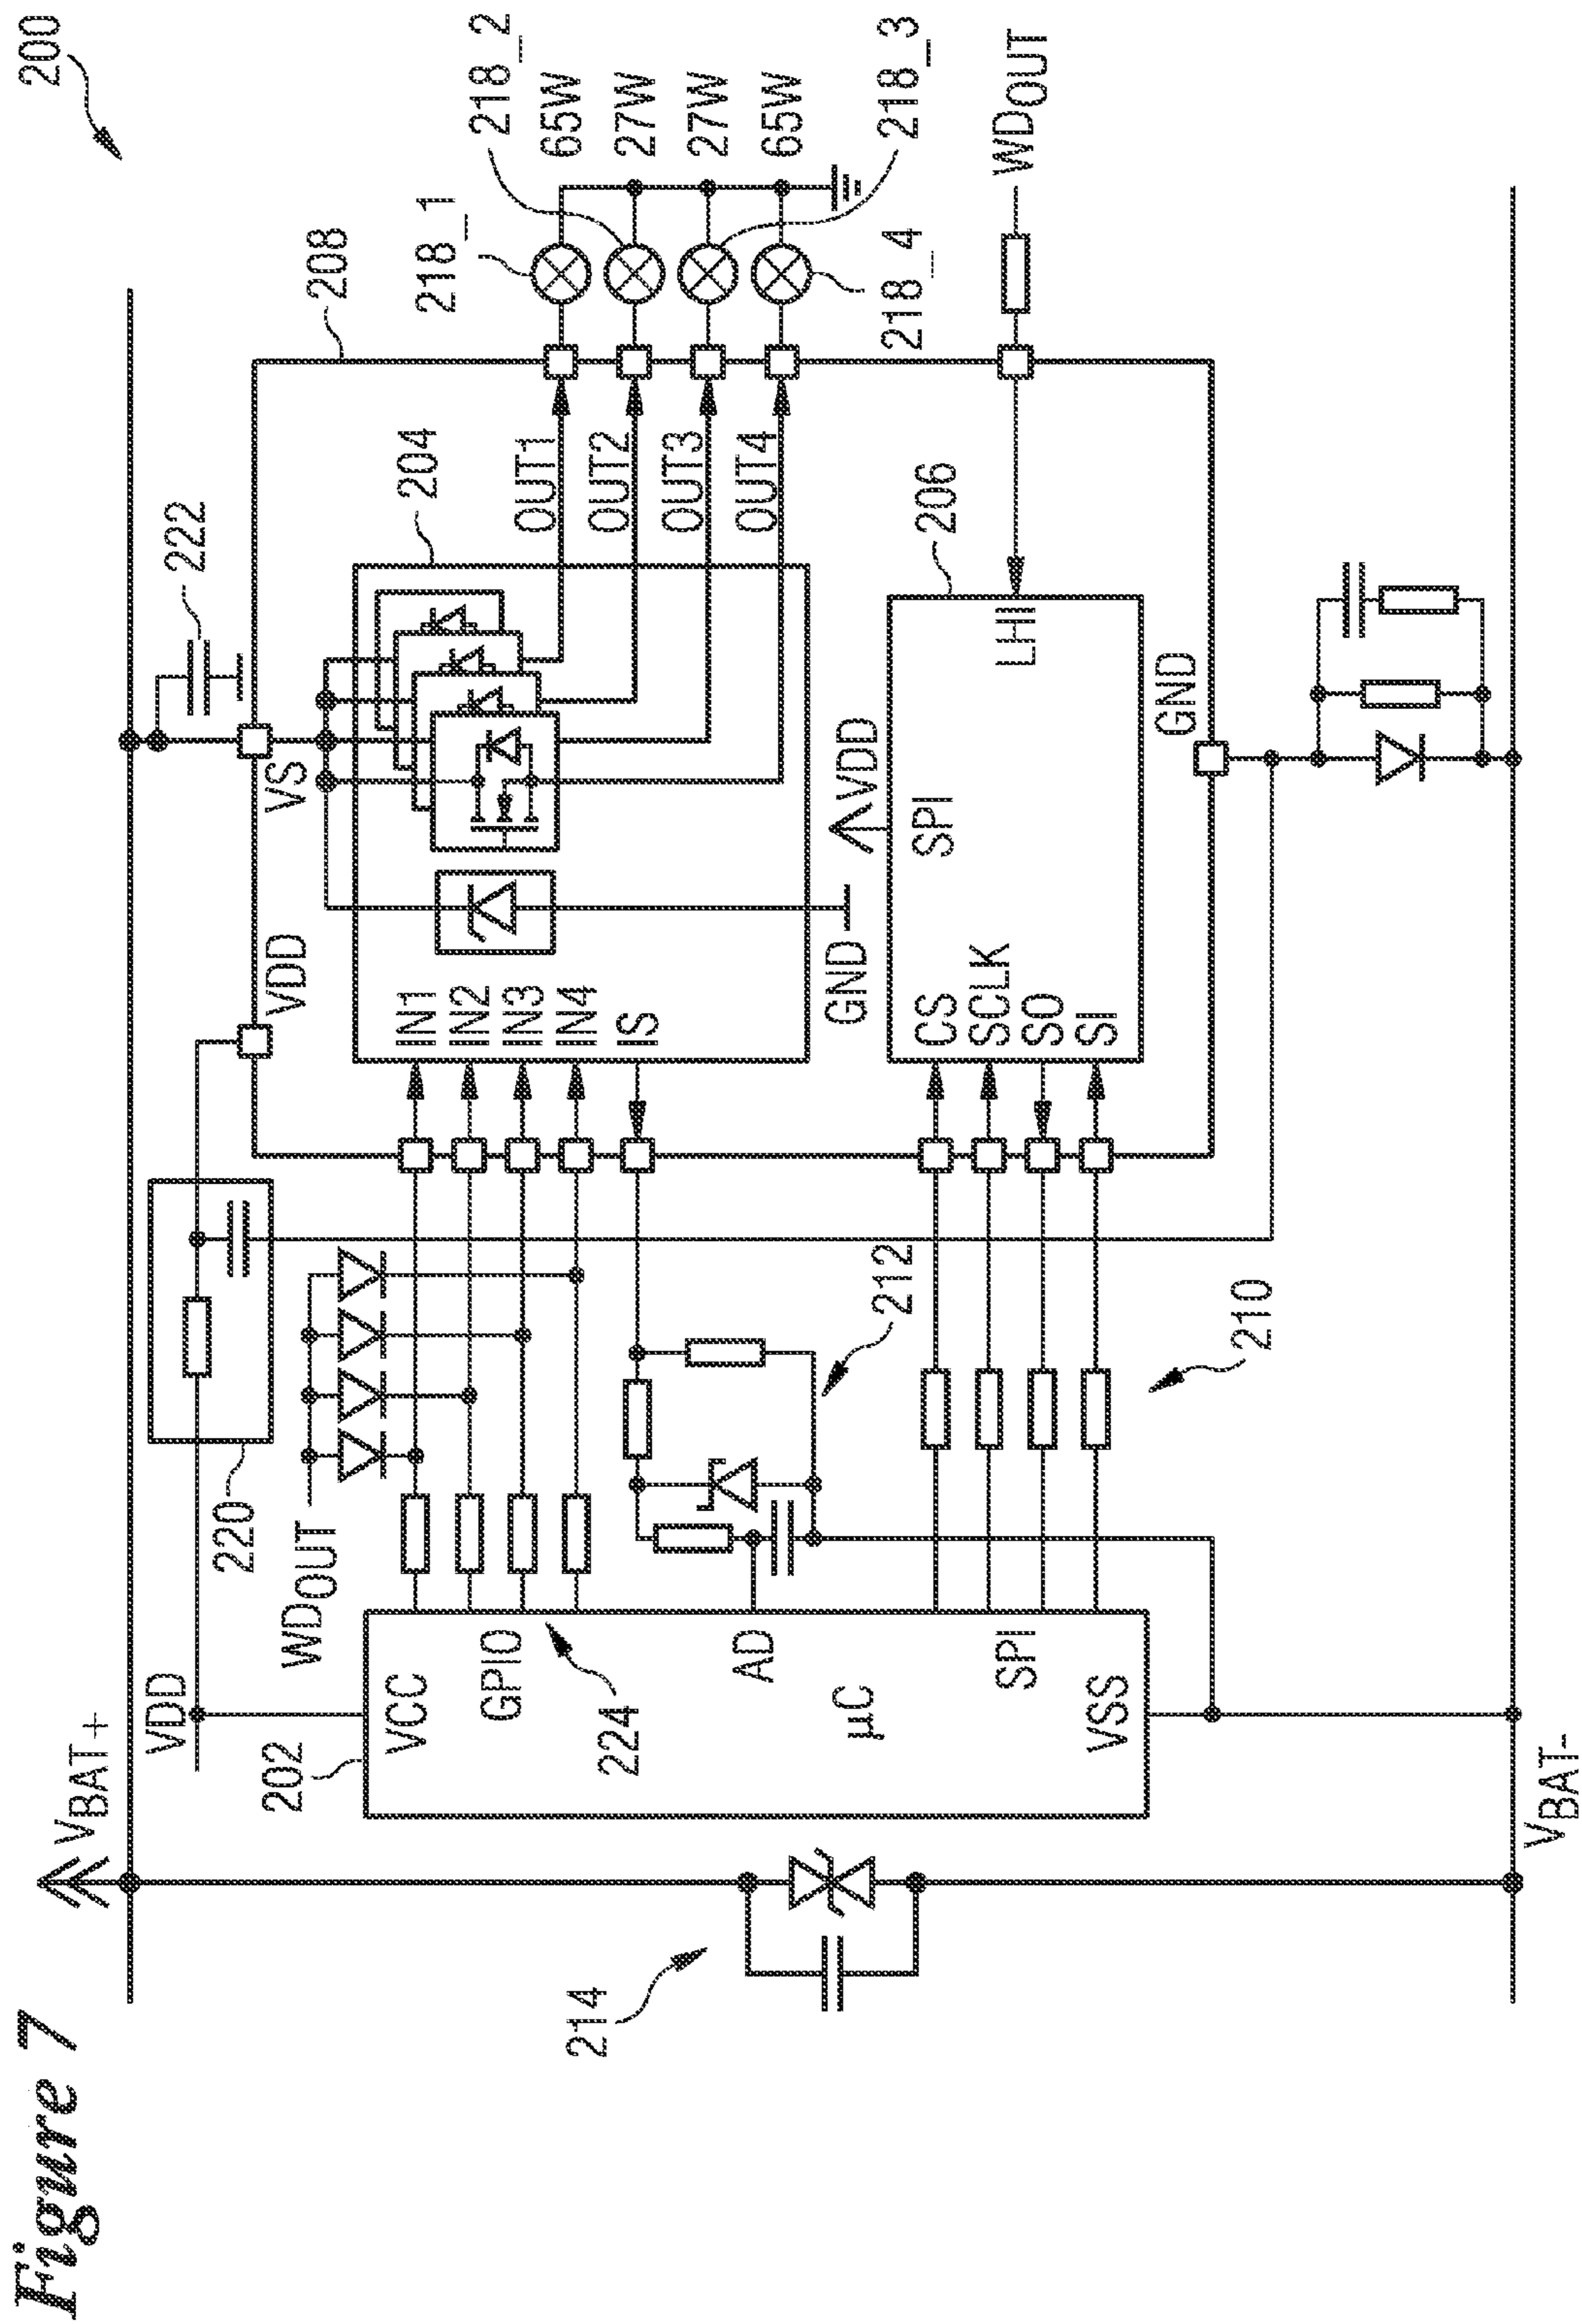 Figure 7
200
VBAT+
VDD
220
222
VDD
VS
208
202
VCC
GPIO
224
AD
µC
SPI
VSS
WDOUT
IN1
IN2
IN3
IN4
IS
204
OUT1
OUT2
OUT3
OUT4
218_1
218_2
65W
27W
27W
65W
218_3
218_4
WDOUT
GND
VDD
206
SPI
LHI
CS
SCLK
SO
SI
GND
212
210
214
VBAT-